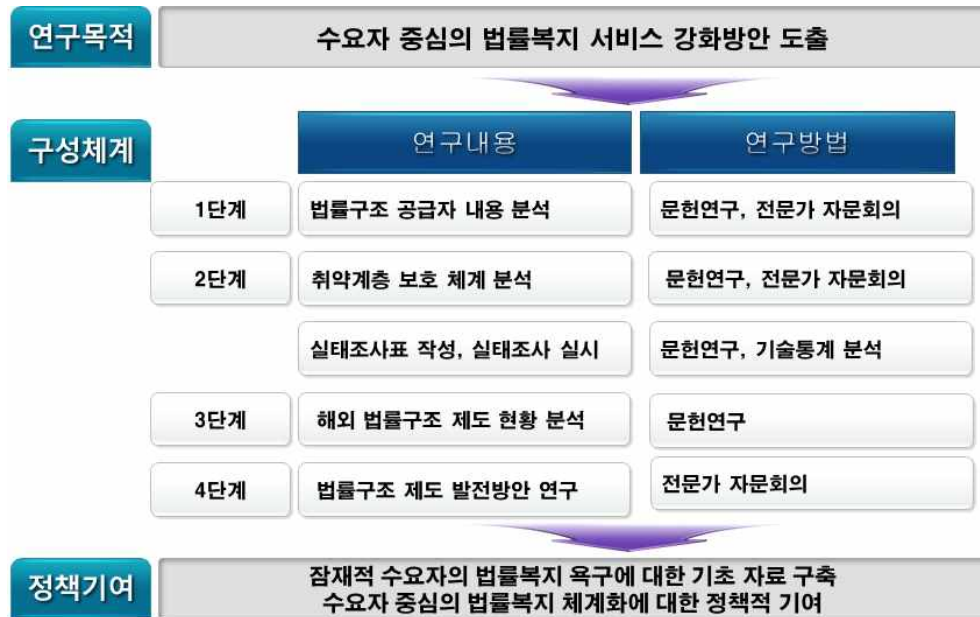 연구목적
수요자 중심의 법률복지 서비스 강화방안 도출
구성체계
연구내용
연구방법
1단계
법률구조 공급자 내용 분석
문헌연구, 전문가 자문회의
2단계
취약계층 보호 체계 분석
문헌연구, 전문가 자문회의
실태조사표 작성, 실태조사 실시
문헌연구, 기술통계 분석
3단계
해외 법률구조 제도 현황 분석
문헌연구
4단계
법률구조 제도 발전방안 연구
전문가 자문회의
정책기여
잠재적 수요자의 법률복지 욕구에 대한 기초 자료 구축
수요자 중심의 법률복지 체계화에 대한 정책적 기여